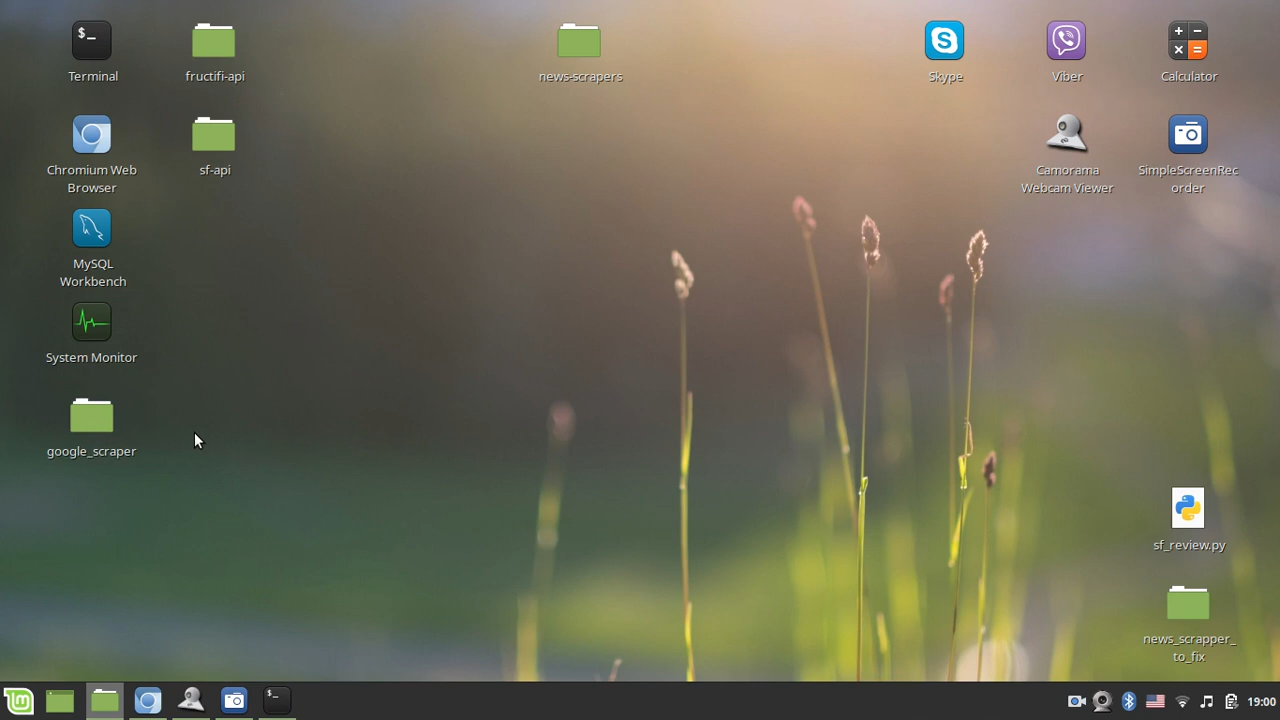 Terminal
fructifi-api
news-scrapers
Skype
Viber
Calculator
Chromium Web
Browser
sf-api
Camorama
Webcam Viewer
SimpleScreenRec
order
MySQL
Workbench
System Monitor
google_scraper
sf_review.py
news_scrapper_
to_fix
19:00